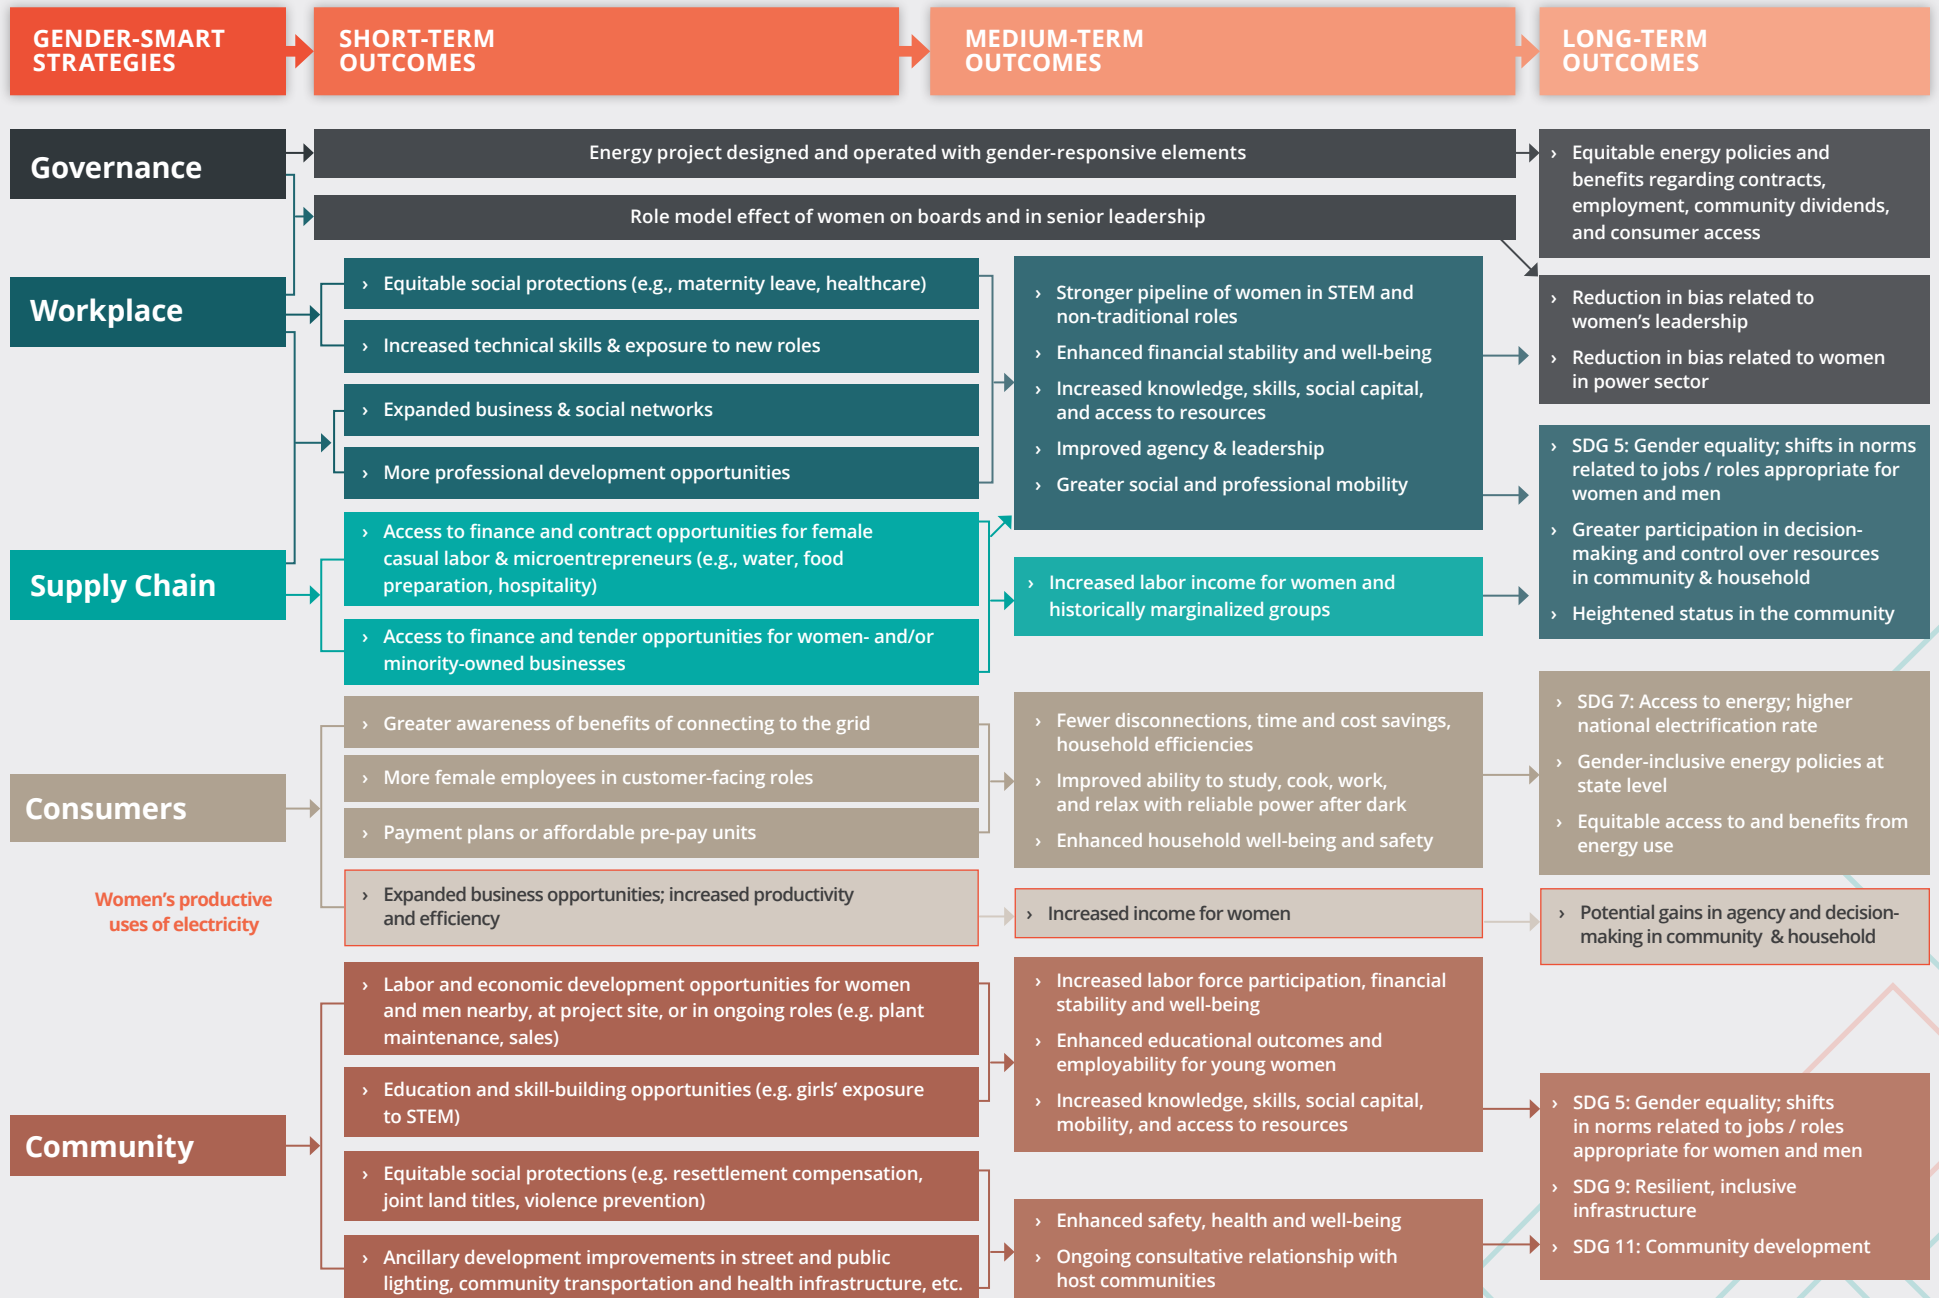 GENDER-SMART
STRATEGIES
SHORT-TERM
OUTCOMES
MEDIUM-TERM
OUTCOMES
LONG-TERM
OUTCOMES
Governance
Energy project designed and operated with gender-responsive elements
Role model effect of women on boards and in senior leadership
› Equitable energy policies and
benefits regarding contracts,
employment, community dividends,
and consumer access
› Reduction in bias related to
women’s leadership
› Reduction in bias related to women
in power sector
Workplace
› Equitable social protections (e.g., maternity leave, healthcare)
› Increased technical skills & exposure to new roles
› Expanded business & social networks
› More professional development opportunities
› Stronger pipeline of women in STEM and
non-traditional roles
› Enhanced financial stability and well-being
› Increased knowledge, skills, social capital,
and access to resources
› Improved agency & leadership
› Greater social and professional mobility
› SDG 5: Gender equality; shifts in norms
related to jobs / roles appropriate for
women and men
› Greater participation in decision-
making and control over resources
in community & household
› Heightened status in the community
Supply Chain
› Access to finance and contract opportunities for female
casual labor & microentrepreneurs (e.g., water, food
preparation, hospitality)
› Access to finance and tender opportunities for women- and/or
minority-owned businesses
› Increased labor income for women and
historically marginalized groups
Consumers
› Greater awareness of benefits of connecting to the grid
› More female employees in customer-facing roles
› Payment plans or affordable pre-pay units
› Fewer disconnections, time and cost savings,
household efficiencies
› Improved ability to study, cook, work,
and relax with reliable power after dark
› Enhanced household well-being and safety
› SDG 7: Access to energy; higher
national electrification rate
› Gender-inclusive energy policies at
state level
› Equitable access to and benefits from
energy use
Women’s productive
uses of electricity
› Expanded business opportunities; increased productivity
and efficiency
› Increased income for women
› Potential gains in agency and decision-
making in community & household
Community
› Labor and economic development opportunities for women
and men nearby, at project site, or in ongoing roles (e.g. plant
maintenance, sales)
› Education and skill-building opportunities (e.g. girls’ exposure
to STEM)
› Equitable social protections (e.g. resettlement compensation,
joint land titles, violence prevention)
› Ancillary development improvements in street and public
lighting, community transportation and health infrastructure, etc.
› Increased labor force participation, financial
stability and well-being
› Enhanced educational outcomes and
employability for young women
› Increased knowledge, skills, social capital,
mobility, and access to resources
› Enhanced safety, health and well-being
› Ongoing consultative relationship with
host communities
› SDG 5: Gender equality; shifts
in norms related to jobs / roles
appropriate for women and men
› SDG 9: Resilient, inclusive
infrastructure
› SDG 11: Community development